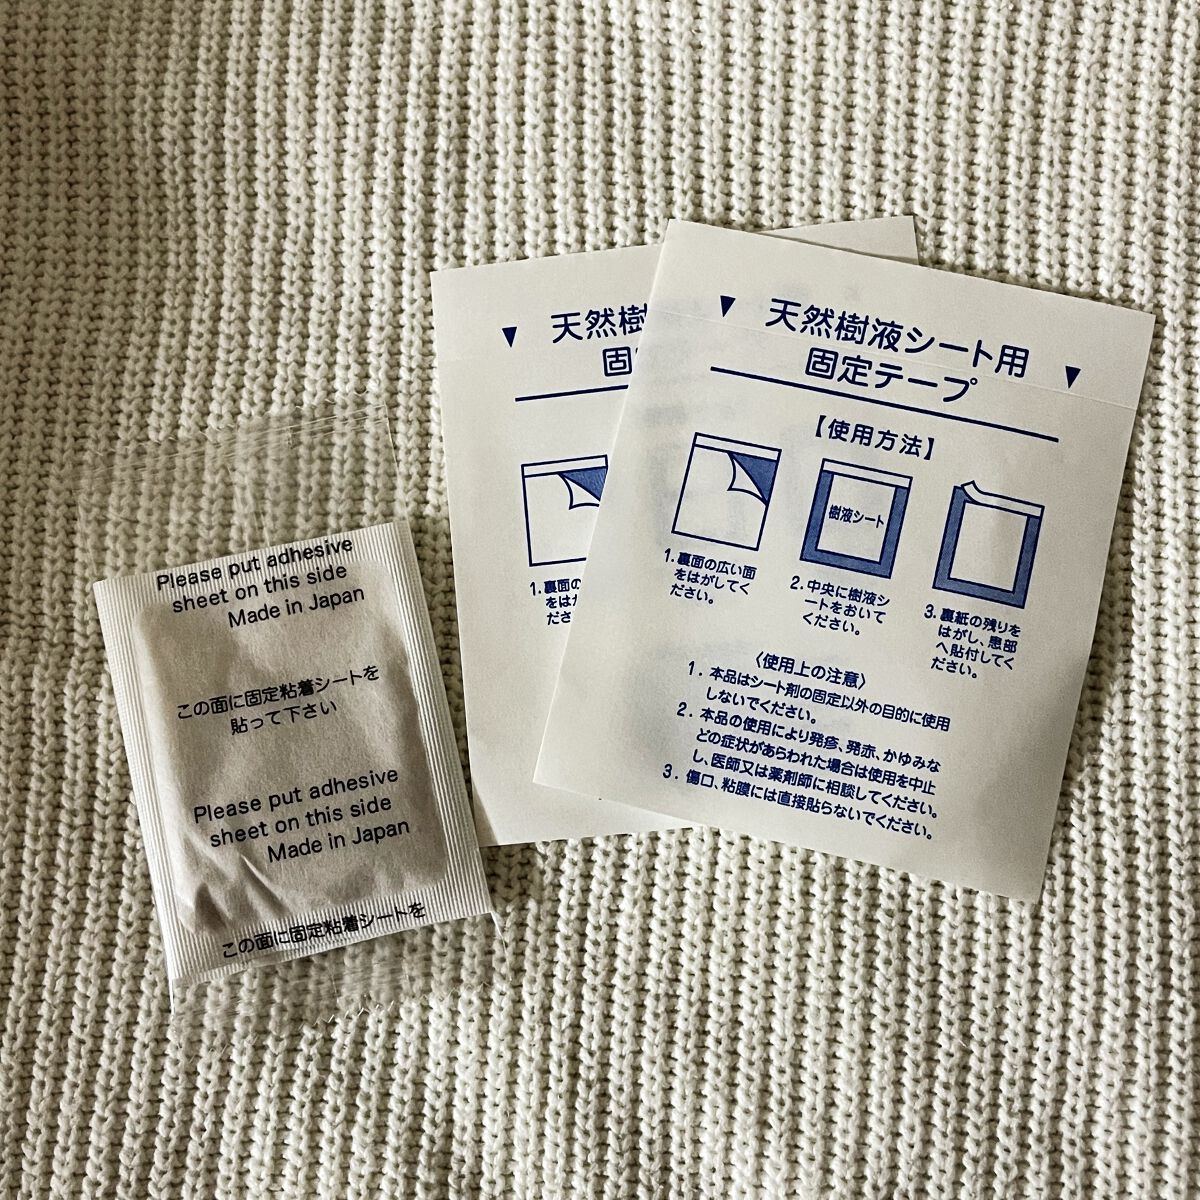 Please put adhesive
sheet on this side
Made in Japan
この面に固定粘着シートを
貼って下さい
Please put adhesive
sheet on this side
Made in Japan
この面に固定粘着シートを
天然樹
固
1. 裏面の
をはが
ださ
天然樹液シート用
固定テープ
【使用方法】
樹液シート
1. 裏面の広い面
をはがしてく
ださい。
2. 中央に樹液シ
ートをおいて
ください。
3. 裏紙の残りを
はがし、患部
へ貼付してく
ださい。
〈使用上の注意〉
1. 本品はシート剤の固定以外の目的に使用
しないでください。
2. 本品の使用により発疹、発赤、かゆみな
どの症状があらわれた場合は使用を中止
し、医師又は薬剤師に相談してください。
3. 傷口、粘膜には直接貼らないでください。